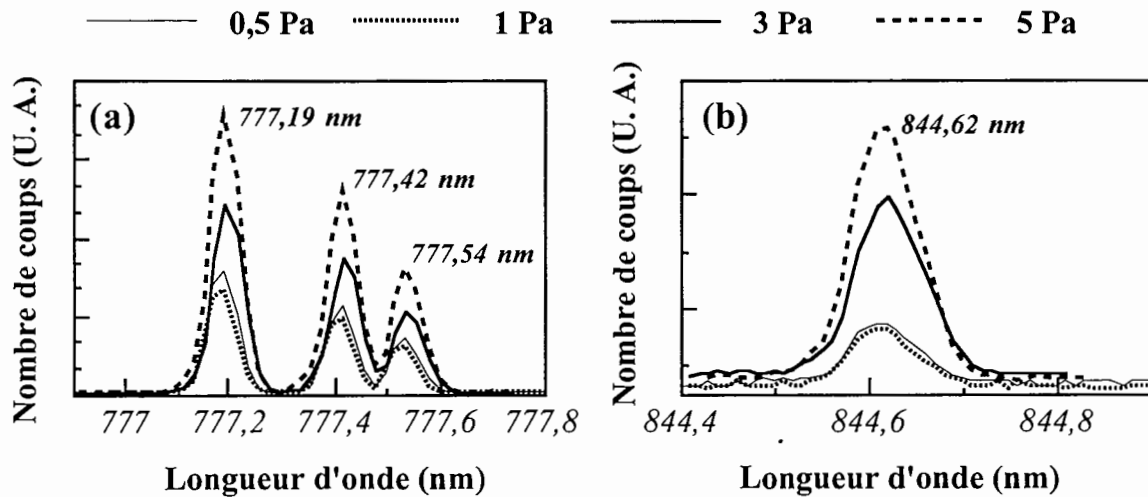 0,5 Pa 1 Pa 3 Pa 5 Pa
Nombre de coups (U. A.)
(a)
777,19 nm
777,42 nm
777,54 nm
777 777,2 777,4 777,6 777,8
Longueur d'onde (nm)
Nombre de coups (U. A.)
(b)
844,62 nm
844,4 844,6 844,8
Longueur d'onde (nm)